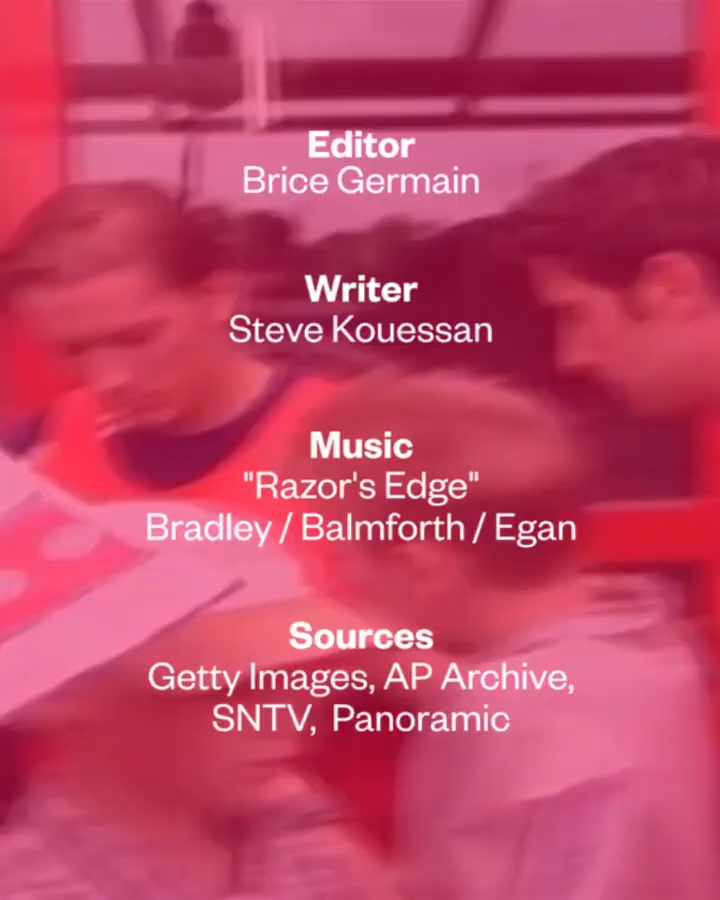 Editor
Brice Germain
Writer
Steve Kouessan
Music
"Razor's Edge"
Bradley / Balmforth / Egan
Sources
Getty Images, AP Archive,
SNTV, Panoramic